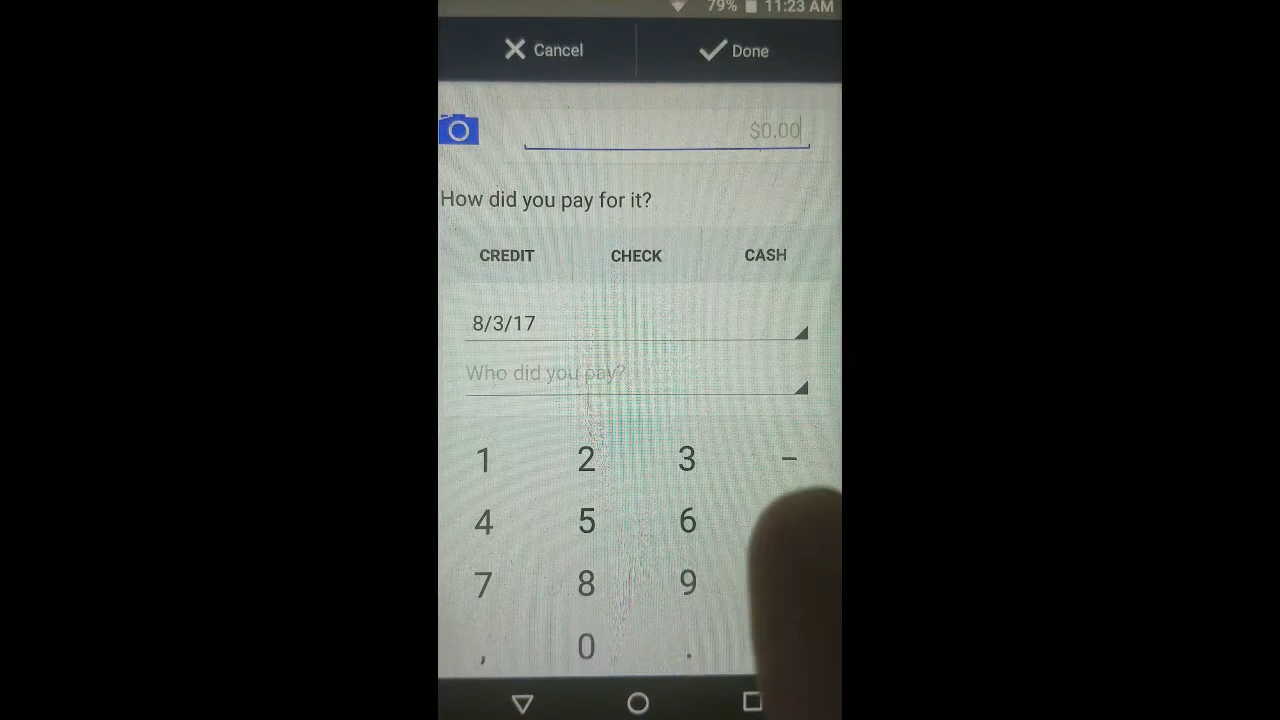 79% 11:23 AM
Cancel Done
$0.00
How did you pay for it?
CREDIT CHECK CASH
8/3/17
Who did you pay?
1 2 3 –
4 5 6
7 8 9
, 0 .